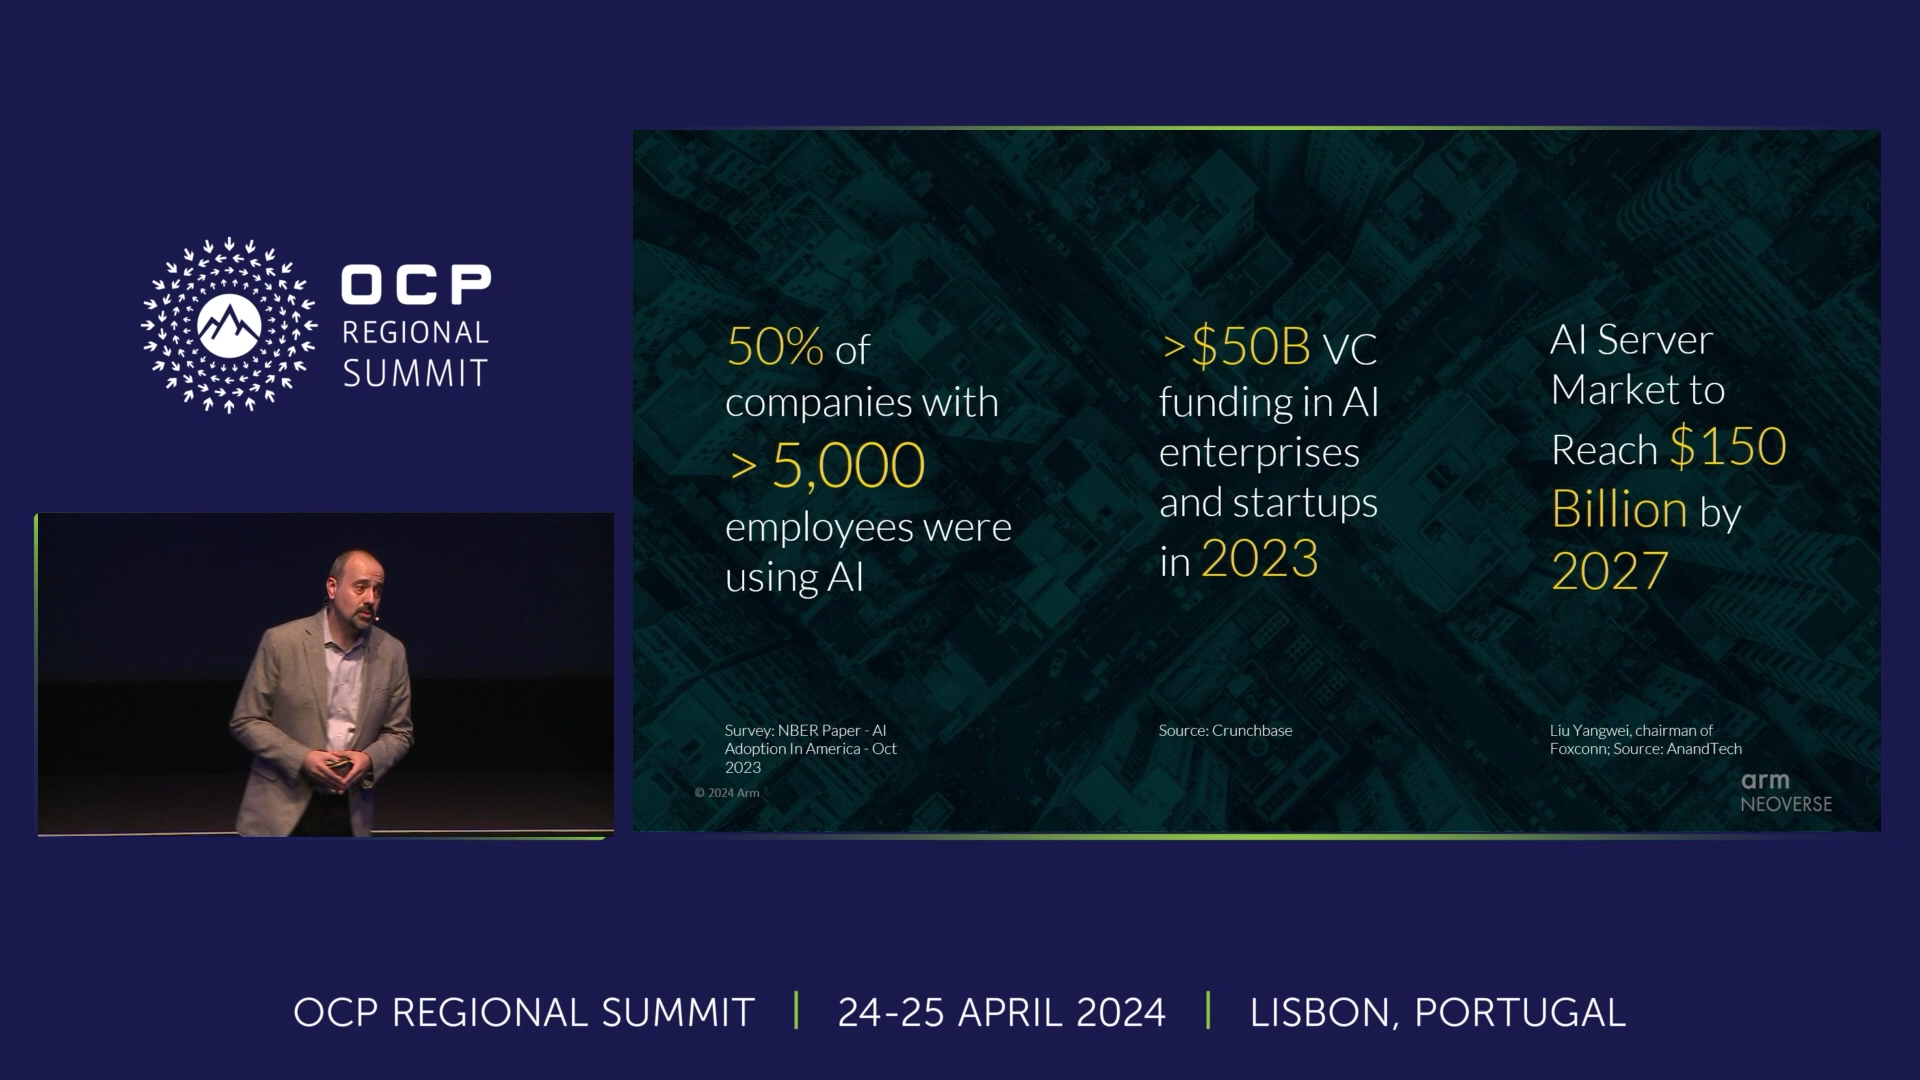 OCP
REGIONAL
SUMMIT
50% of
companies with
> 5,000
employees were
using AI
>$50B VC
funding in AI
enterprises
and startups
in 2023
AI Server
Market to
Reach $150
Billion by
2027
Survey: NBER Paper - AI
Adoption In America - Oct
2023
Source: Crunchbase
Liu Yangwei, chairman of
Foxconn; Source: AnandTech
© 2024 Arm
arm
NEOVERSE
OCP REGIONAL SUMMIT | 24-25 APRIL 2024 | LISBON, PORTUGAL